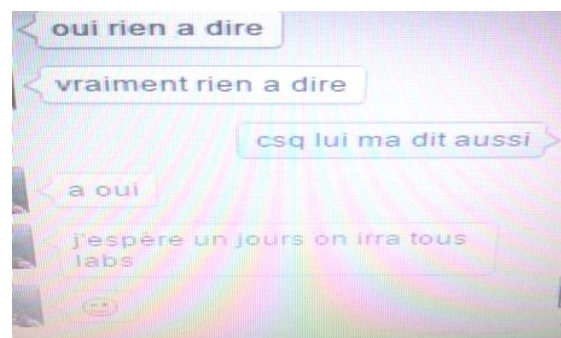 oui rien a dire
vraiment rien a dire
csq lui ma dit aussi
a oui
j'espère un jours on irra tous
labs